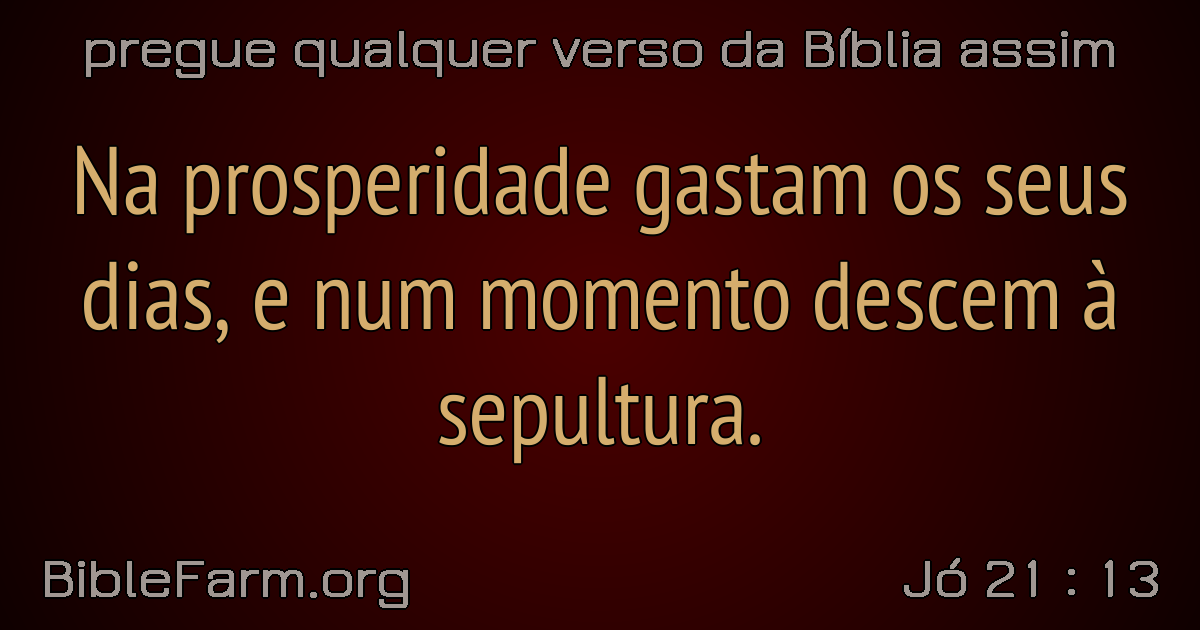 pregue qualquer verso da Bíblia assim
Na prosperidade gastam os seus
dias, e num momento descem à
sepultura.
BibleFarm.org
Jó 21 : 13